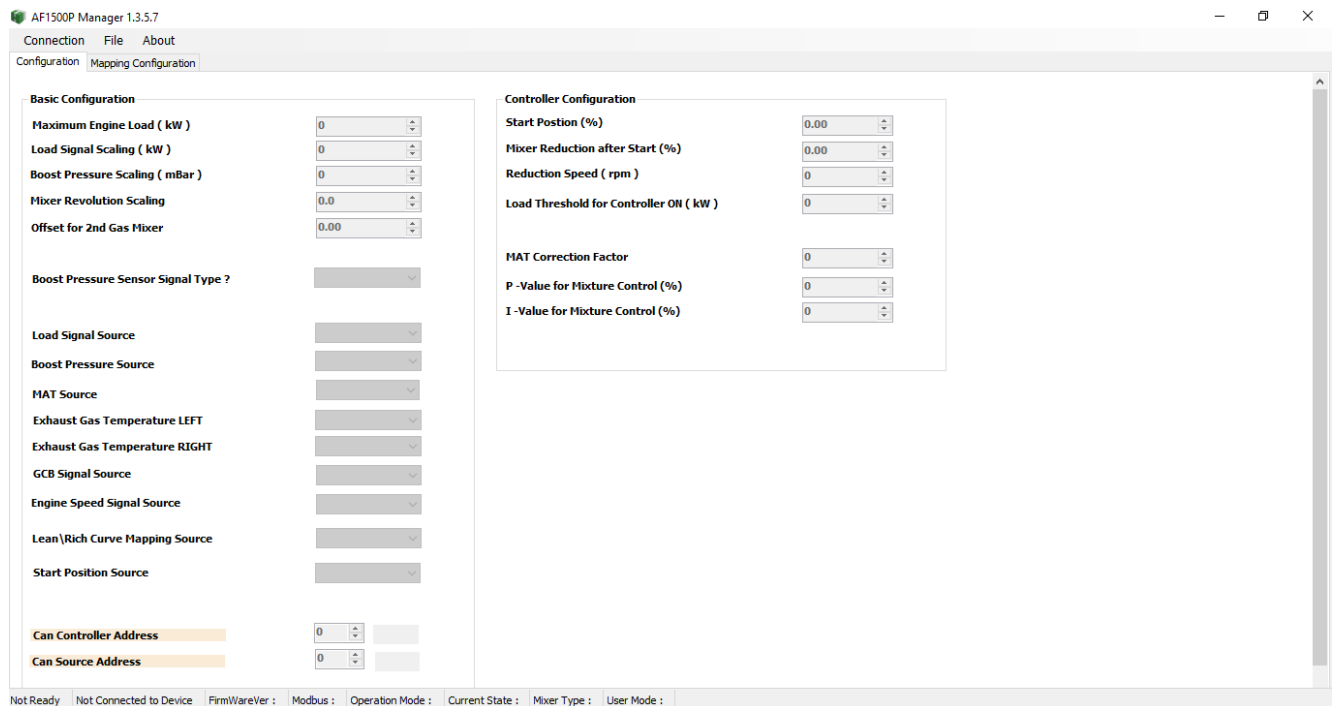 AF1500P Manager 1.3.5.7
Connection File About
Configuration Mapping Configuration
Basic Configuration
Maximum Engine Load ( kW ) 0
Load Signal Scaling ( kW ) 0
Boost Pressure Scaling ( mBar ) 0
Mixer Revolution Scaling 0.0
Offset for 2nd Gas Mixer 0.00
Boost Pressure Sensor Signal Type ?
Load Signal Source
Boost Pressure Source
MAT Source
Exhaust Gas Temperature LEFT
Exhaust Gas Temperature RIGHT
GCB Signal Source
Engine Speed Signal Source
Lean\Rich Curve Mapping Source
Start Position Source
Can Controller Address 0
Can Source Address 0
Controller Configuration
Start Postion (%) 0.00
Mixer Reduction after Start (%) 0.00
Reduction Speed ( rpm ) 0
Load Threshold for Controller ON ( kW ) 0
MAT Correction Factor 0
P -Value for Mixture Control (%) 0
I -Value for Mixture Control (%) 0
Not Ready Not Connected to Device FirmWareVer : Modbus : Operation Mode : Current State : Mixer Type : User Mode :